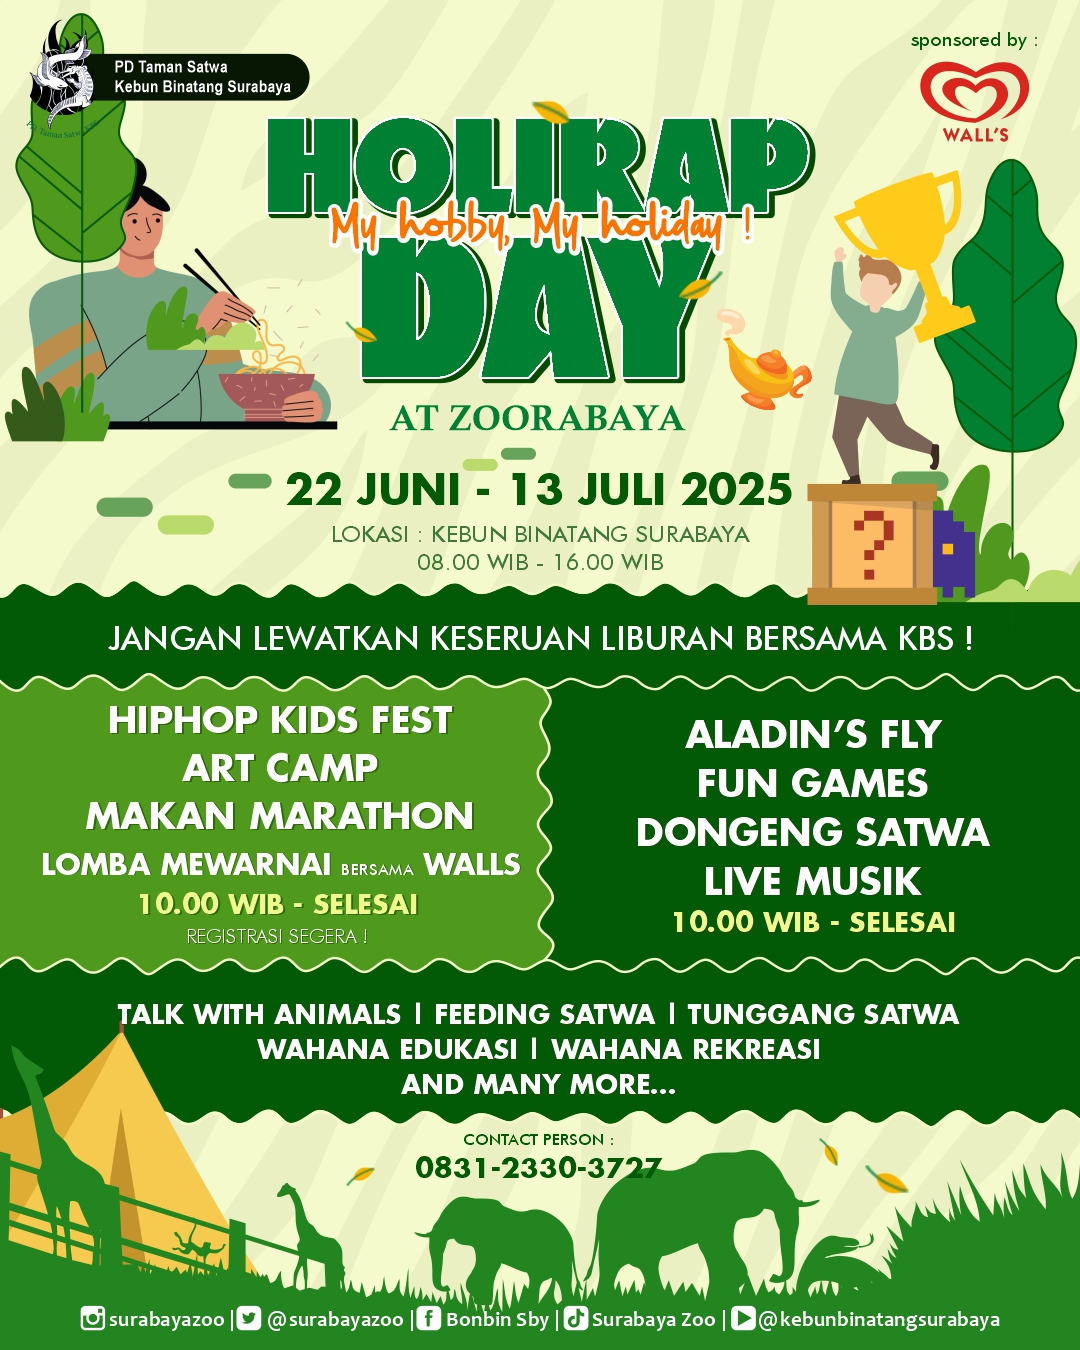 PD Taman Satwa
Kebun Binatang Surabaya
PD. Taman Satwa KBS
sponsored by :
WALL'S
HOLIRAP
My hobby, My holiday !
DAY
AT ZOORABAYA
22 JUNI - 13 JULI 2025
LOKASI : KEBUN BINATANG SURABAYA
08.00 WIB - 16.00 WIB
?
JANGAN LEWATKAN KESERUAN LIBURAN BERSAMA KBS !
HIPHOP KIDS FEST
ART CAMP
MAKAN MARATHON
LOMBA MEWARNAI BERSAMA WALLS
10.00 WIB - SELESAI
REGISTRASI SEGERA !
ALADIN'S FLY
FUN GAMES
DONGENG SATWA
LIVE MUSIK
10.00 WIB - SELESAI
TALK WITH ANIMALS | FEEDING SATWA | TUNGGANG SATWA
WAHANA EDUKASI | WAHANA REKREASI
AND MANY MORE...
CONTACT PERSON :
0831-2330-3727
surabayazoo | @surabayazoo | Bonbin Sby | Surabaya Zoo | @kebunbinatangsurabaya